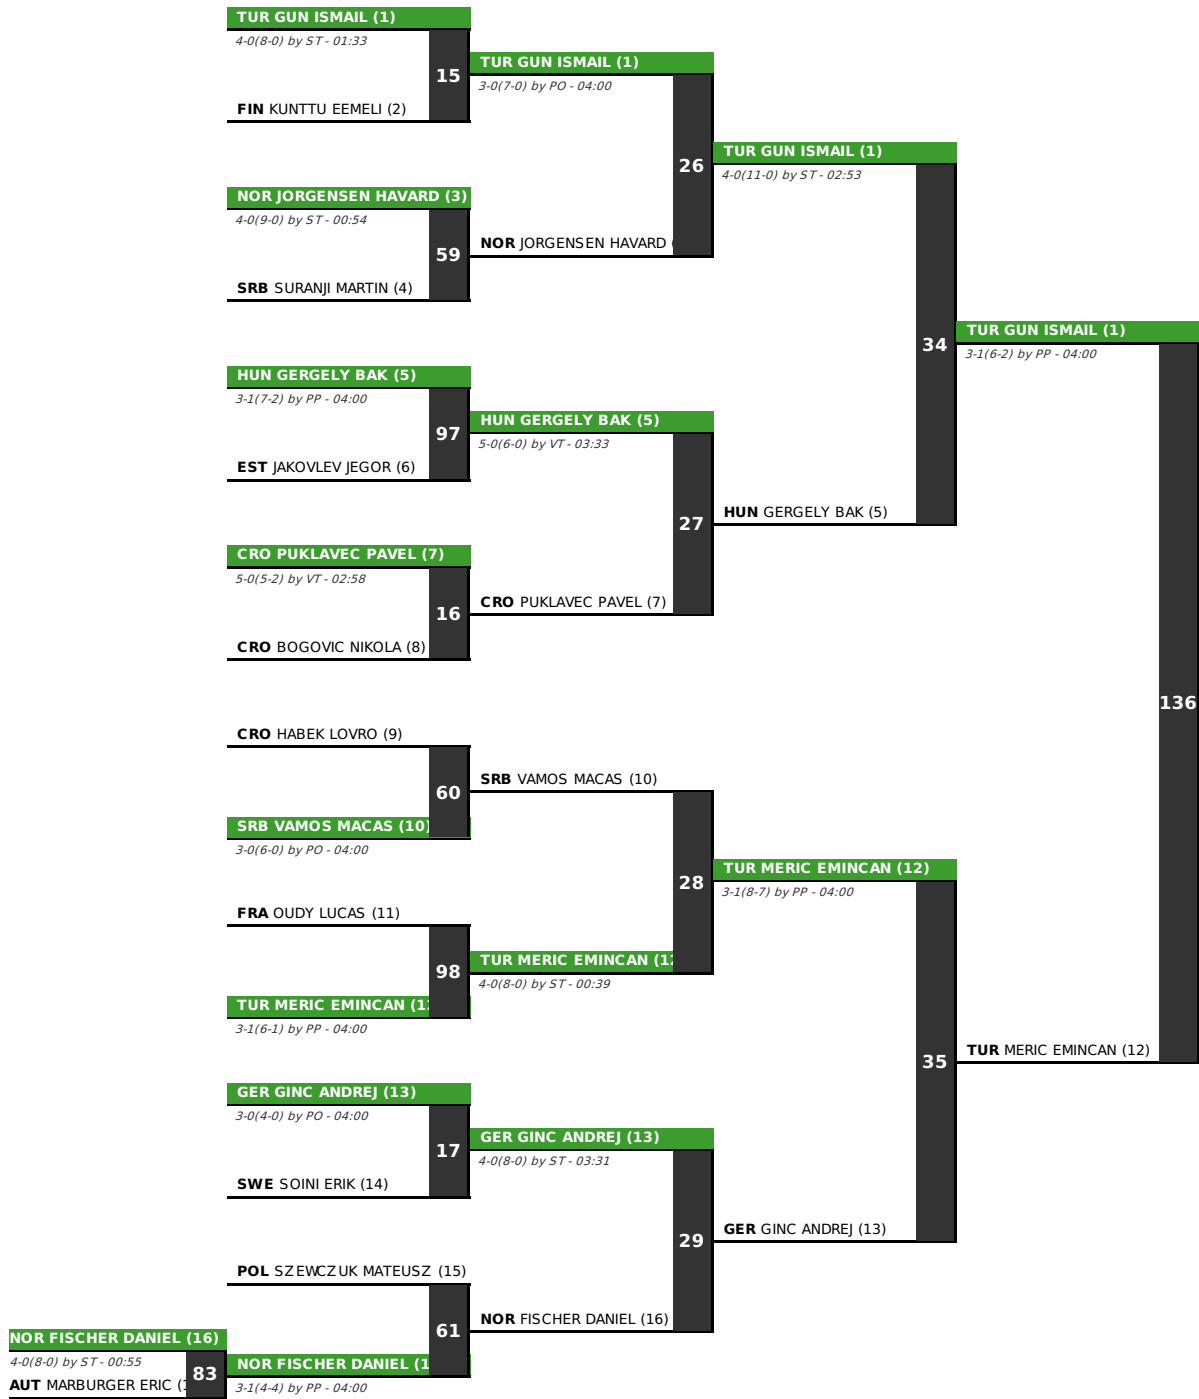 TUR GUN ISMAIL (1)
4-0(8-0) by ST - 01:33
15
FIN KUNTTU EEMELI (2)
TUR GUN ISMAIL (1)
3-0(7-0) by PO - 04:00
26
NOR JORGENSEN HAVARD (3)
4-0(9-0) by ST - 00:54
59
SRB SURANJI MARTIN (4)
NOR JORGENSEN HAVARD (
TUR GUN ISMAIL (1)
4-0(11-0) by ST - 02:53
34
HUN GERGELY BAK (5)
3-1(7-2) by PP - 04:00
97
EST JAKOVLEV JEGOR (6)
HUN GERGELY BAK (5)
5-0(6-0) by VT - 03:33
27
CRO PUKLAVEC PAVEL (7)
5-0(5-2) by VT - 02:58
16
CRO BOGOVIC NIKOLA (8)
CRO PUKLAVEC PAVEL (7)
HUN GERGELY BAK (5)
TUR GUN ISMAIL (1)
3-1(6-2) by PP - 04:00
136
CRO HABEK LOVRO (9)
60
SRB VAMOS MACAS (10)
3-0(6-0) by PO - 04:00
SRB VAMOS MACAS (10)
28
FRA OUDY LUCAS (11)
98
TUR MERIC EMINCAN (1
3-1(6-1) by PP - 04:00
TUR MERIC EMINCAN (12
4-0(8-0) by ST - 00:39
TUR MERIC EMINCAN (12)
3-1(8-7) by PP - 04:00
35
TUR MERIC EMINCAN (12)
GER GINC ANDREJ (13)
3-0(4-0) by PO - 04:00
17
SWE SOINI ERIK (14)
GER GINC ANDREJ (13)
4-0(8-0) by ST - 03:31
29
GER GINC ANDREJ (13)
POL SZEWCZUK MATEUSZ (15)
61
NOR FISCHER DANIEL (16)
NOR FISCHER DANIEL (16)
4-0(8-0) by ST - 00:55
83
AUT MARBURGER ERIC (1
NOR FISCHER DANIEL (1
3-1(4-4) by PP - 04:00